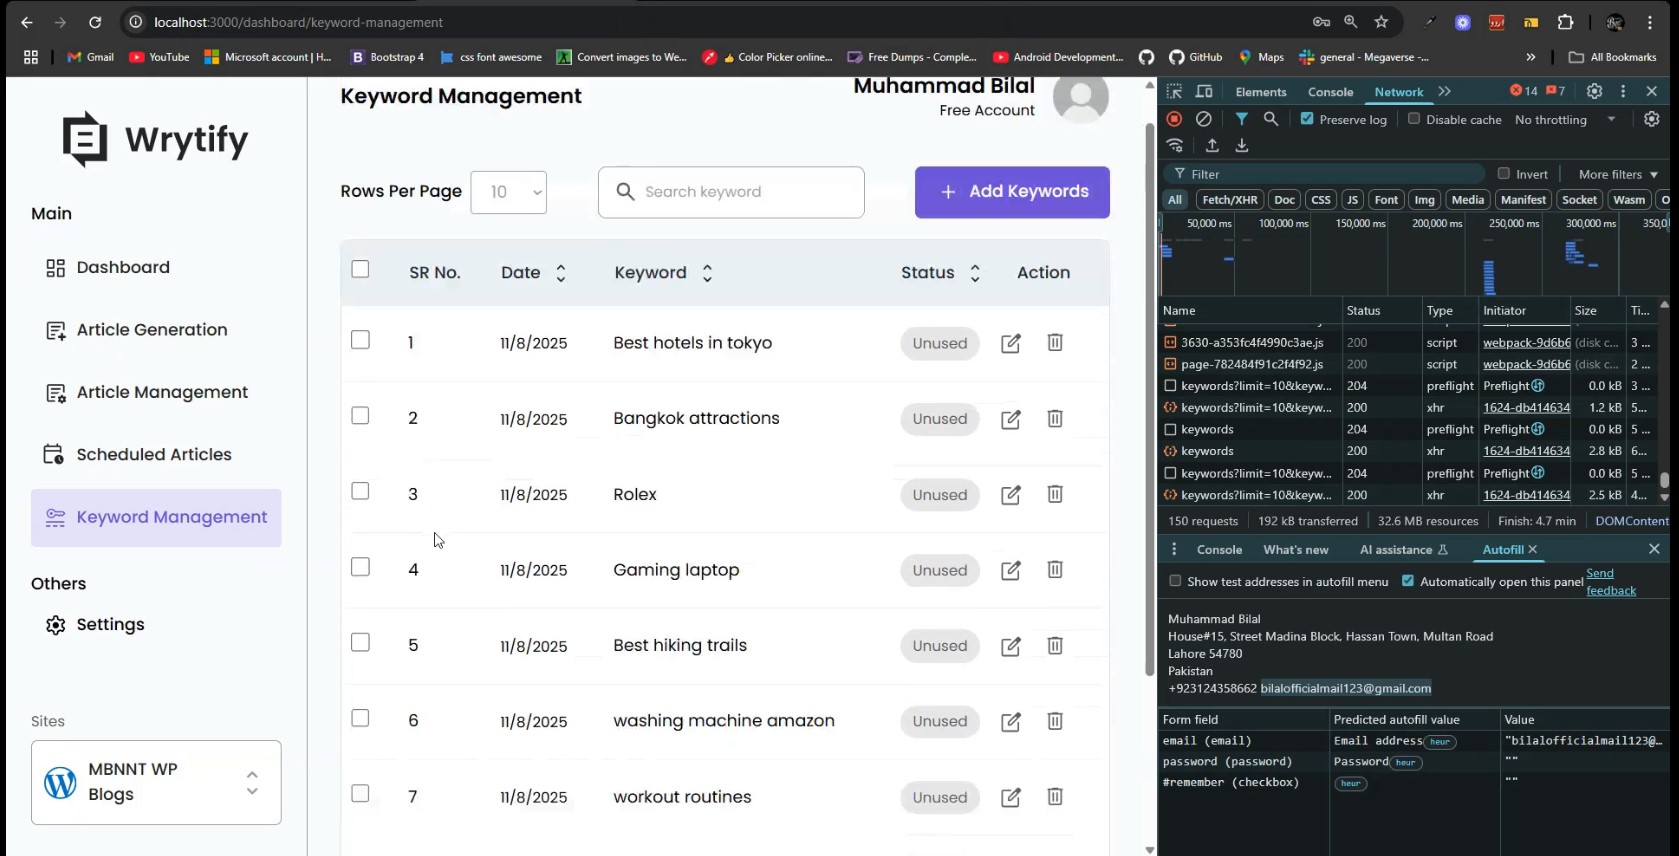 localhost:3000/dashboard/keyword-management
Gmail YouTube Microsoft account | H... Bootstrap 4 css font awesome Convert images to We... Color Picker online... Free Dumps - Comple... Android Development... GitHub Maps general - Megaverse -... » All Bookmarks
Wrytify
Main
Dashboard
Article Generation
Article Management
Scheduled Articles
Keyword Management
Others
Settings
Sites
MBNNT WP
Blogs
Keyword Management
Muhammad Bilal
Free Account
Rows Per Page 10 Search keyword + Add Keywords
SR No. Date Keyword Status Action
1 11/8/2025 Best hotels in tokyo Unused
2 11/8/2025 Bangkok attractions Unused
3 11/8/2025 Rolex Unused
4 11/8/2025 Gaming laptop Unused
5 11/8/2025 Best hiking trails Unused
6 11/8/2025 washing machine amazon Unused
7 11/8/2025 workout routines Unused
Elements Console Network » 14 7
Preserve log Disable cache No throttling
Filter Invert More filters
All Fetch/XHR Doc CSS JS Font Img Media Manifest Socket Wasm O
50,000 ms 100,000 ms 150,000 ms 200,000 ms 250,000 ms 300,000 ms 350,0
Name Status Type Initiator Size Ti...
3630-a353fc4f4990c3ae.js 200 script webpack-9d6b6 (disk c... 3 ...
page-782484f91c2f4f92.js 200 script webpack-9d6b6 (disk c... 2 ...
keywords?limit=10&keyw... 204 preflight Preflight 0.0 kB 3 ...
keywords?limit=10&keyw... 200 xhr 1624-db414634 1.2 kB 5...
keywords 204 preflight Preflight 0.0 kB 5 ...
keywords 200 xhr 1624-db414634 2.8 kB 6...
keywords?limit=10&keyw... 204 preflight Preflight 0.0 kB 5 ...
keywords?limit=10&keyw... 200 xhr 1624-db414634 2.5 kB 4...
150 requests 192 kB transferred 32.6 MB resources Finish: 4.7 min DOMContent
Console What's new AI assistance Autofill
Show test addresses in autofill menu Automatically open this panel Send
feedback
Muhammad Bilal
House#15, Street Madina Block, Hassan Town, Multan Road
Lahore 54780
Pakistan
+923124358662 bilalofficialmail123@gmail.com
Form field Predicted autofill value Value
email (email) Email address heur "bilalofficialmail123@...
password (password) Password heur ""
#remember (checkbox) heur ""